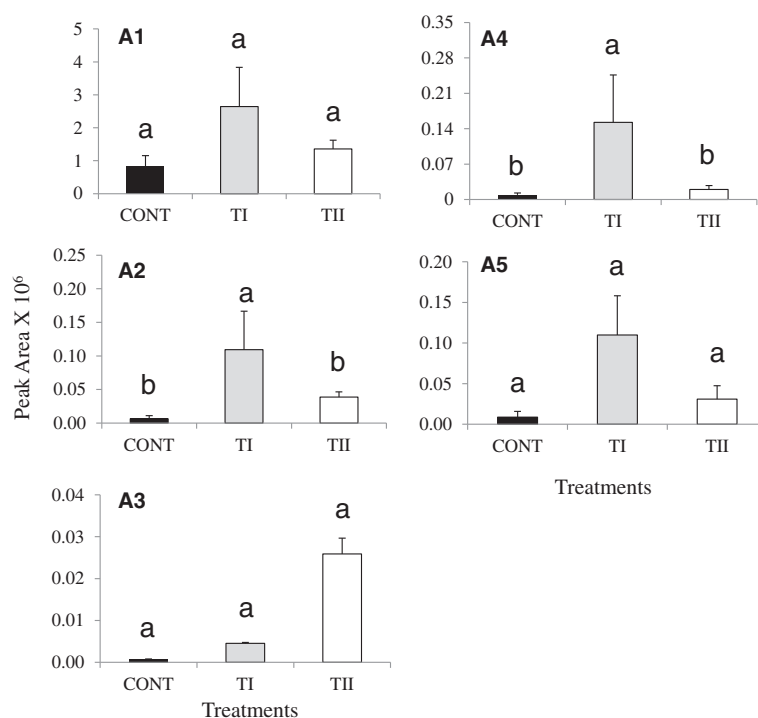 A1
5
4
3
2
1
0
a
a
a
CONT TI TII
A2
0.25
0.20
0.15
0.10
0.05
0.00
b
a
b
CONT TI TII
A3
0.04
0.03
0.02
0.01
0.00
a
a
a
CONT TI TII
Treatments
Peak Area X 10⁶
A4
0.35
0.28
0.21
0.14
0.07
0
b
a
b
CONT TI TII
A5
0.20
0.15
0.10
0.05
0.00
a
a
a
CONT TI TII
Treatments